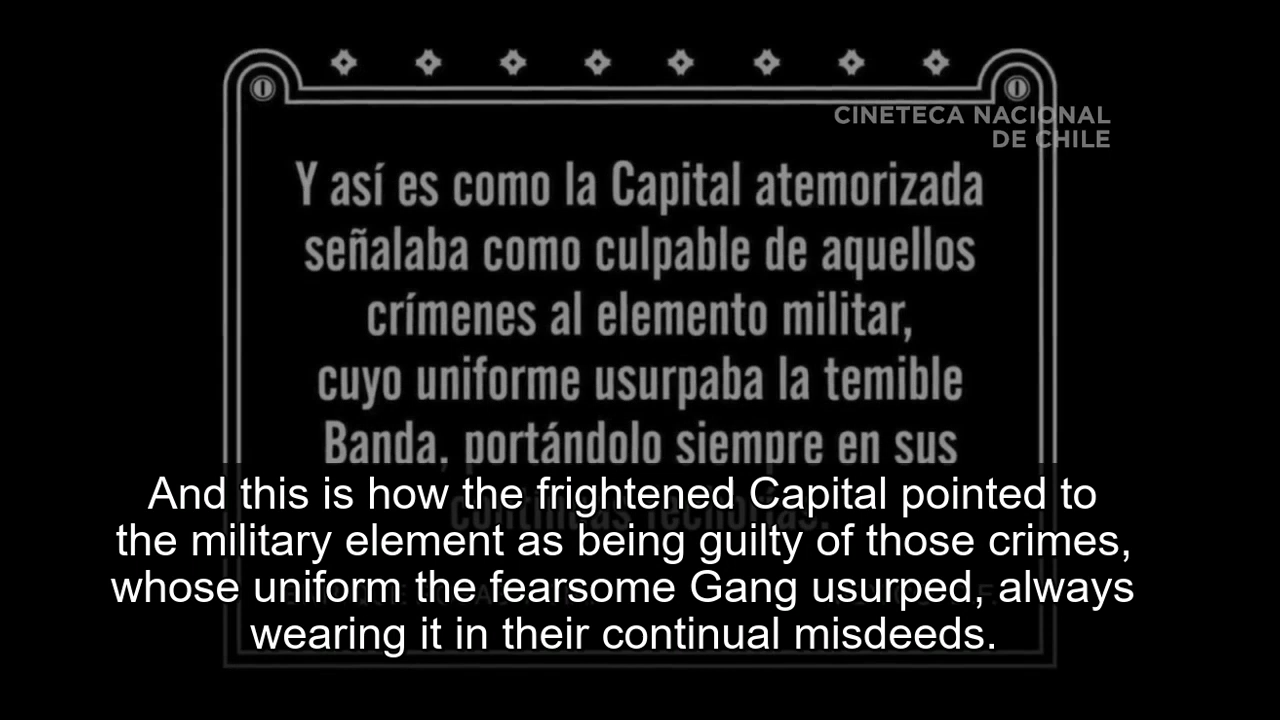 CINETECA NACIONAL
DE CHILE
Y así es como la Capital atemorizada
señalaba como culpable de aquellos
crímenes al elemento militar,
cuyo uniforme usurpaba la temible
Banda, portándolo siempre en sus
And this is how the frightened Capital pointed to
the military element as being guilty of those crimes,
whose uniform the fearsome Gang usurped, always
wearing it in their continual misdeeds.